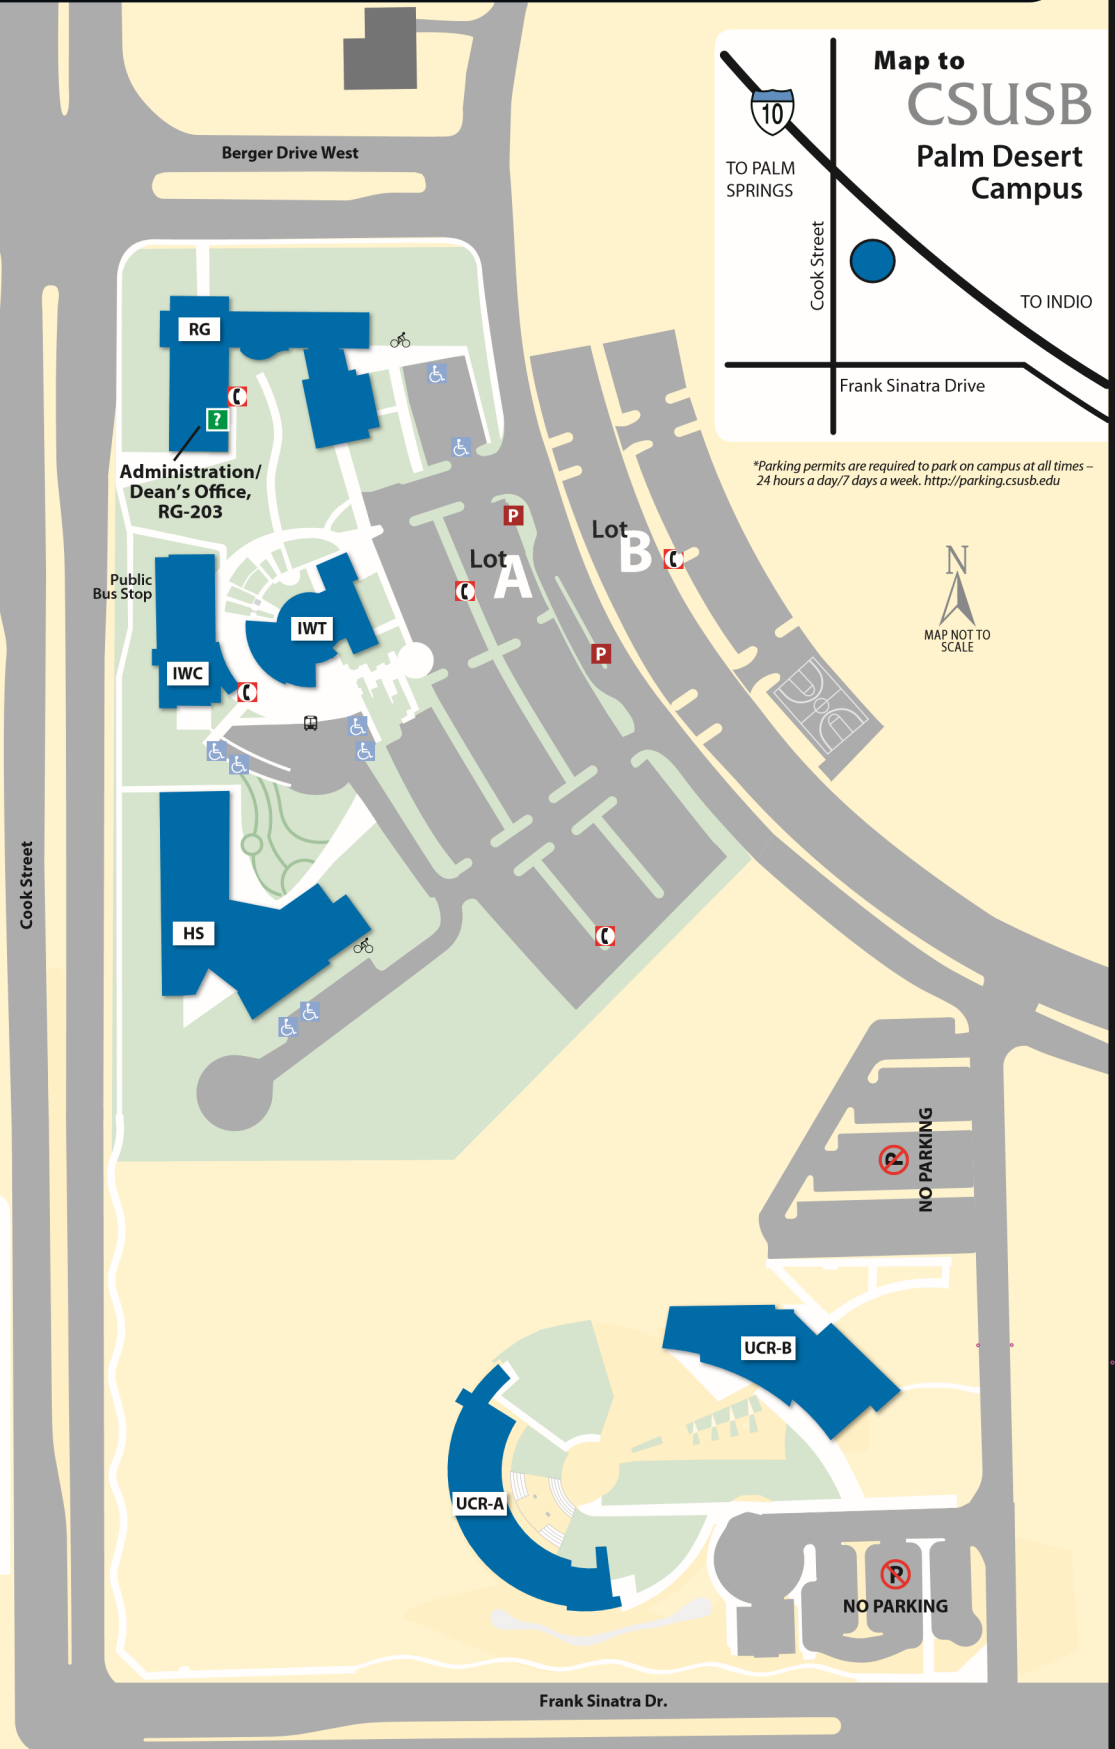 Map to
CSUSB
Palm Desert
Campus
10
TO PALM
SPRINGS
Cook Street
TO INDIO
Frank Sinatra Drive
*Parking permits are required to park on campus at all times –
24 hours a day/7 days a week. http://parking.csusb.edu
Berger Drive West
RG
?
Administration/
Dean's Office,
RG-203
P
Lot
A
Lot
B
P
N
MAP NOT TO
SCALE
Public
Bus Stop
IWT
IWC
Cook Street
HS
P
NO PARKING
UCR-B
UCR-A
P
NO PARKING
Frank Sinatra Dr.